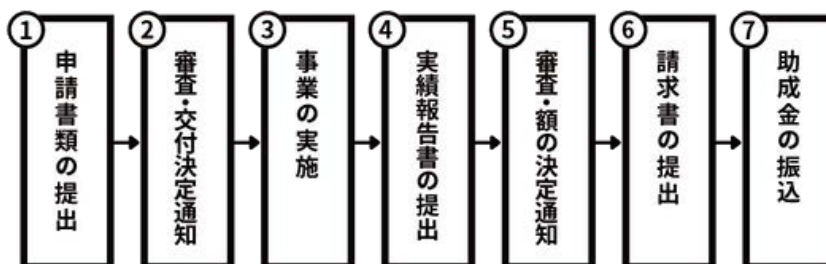 ① 申請書類の提出
② 審査・交付決定通知
③ 事業の実施
④ 実績報告書の提出
⑤ 審査・額の決定通知
⑥ 請求書の提出
⑦ 助成金の振込